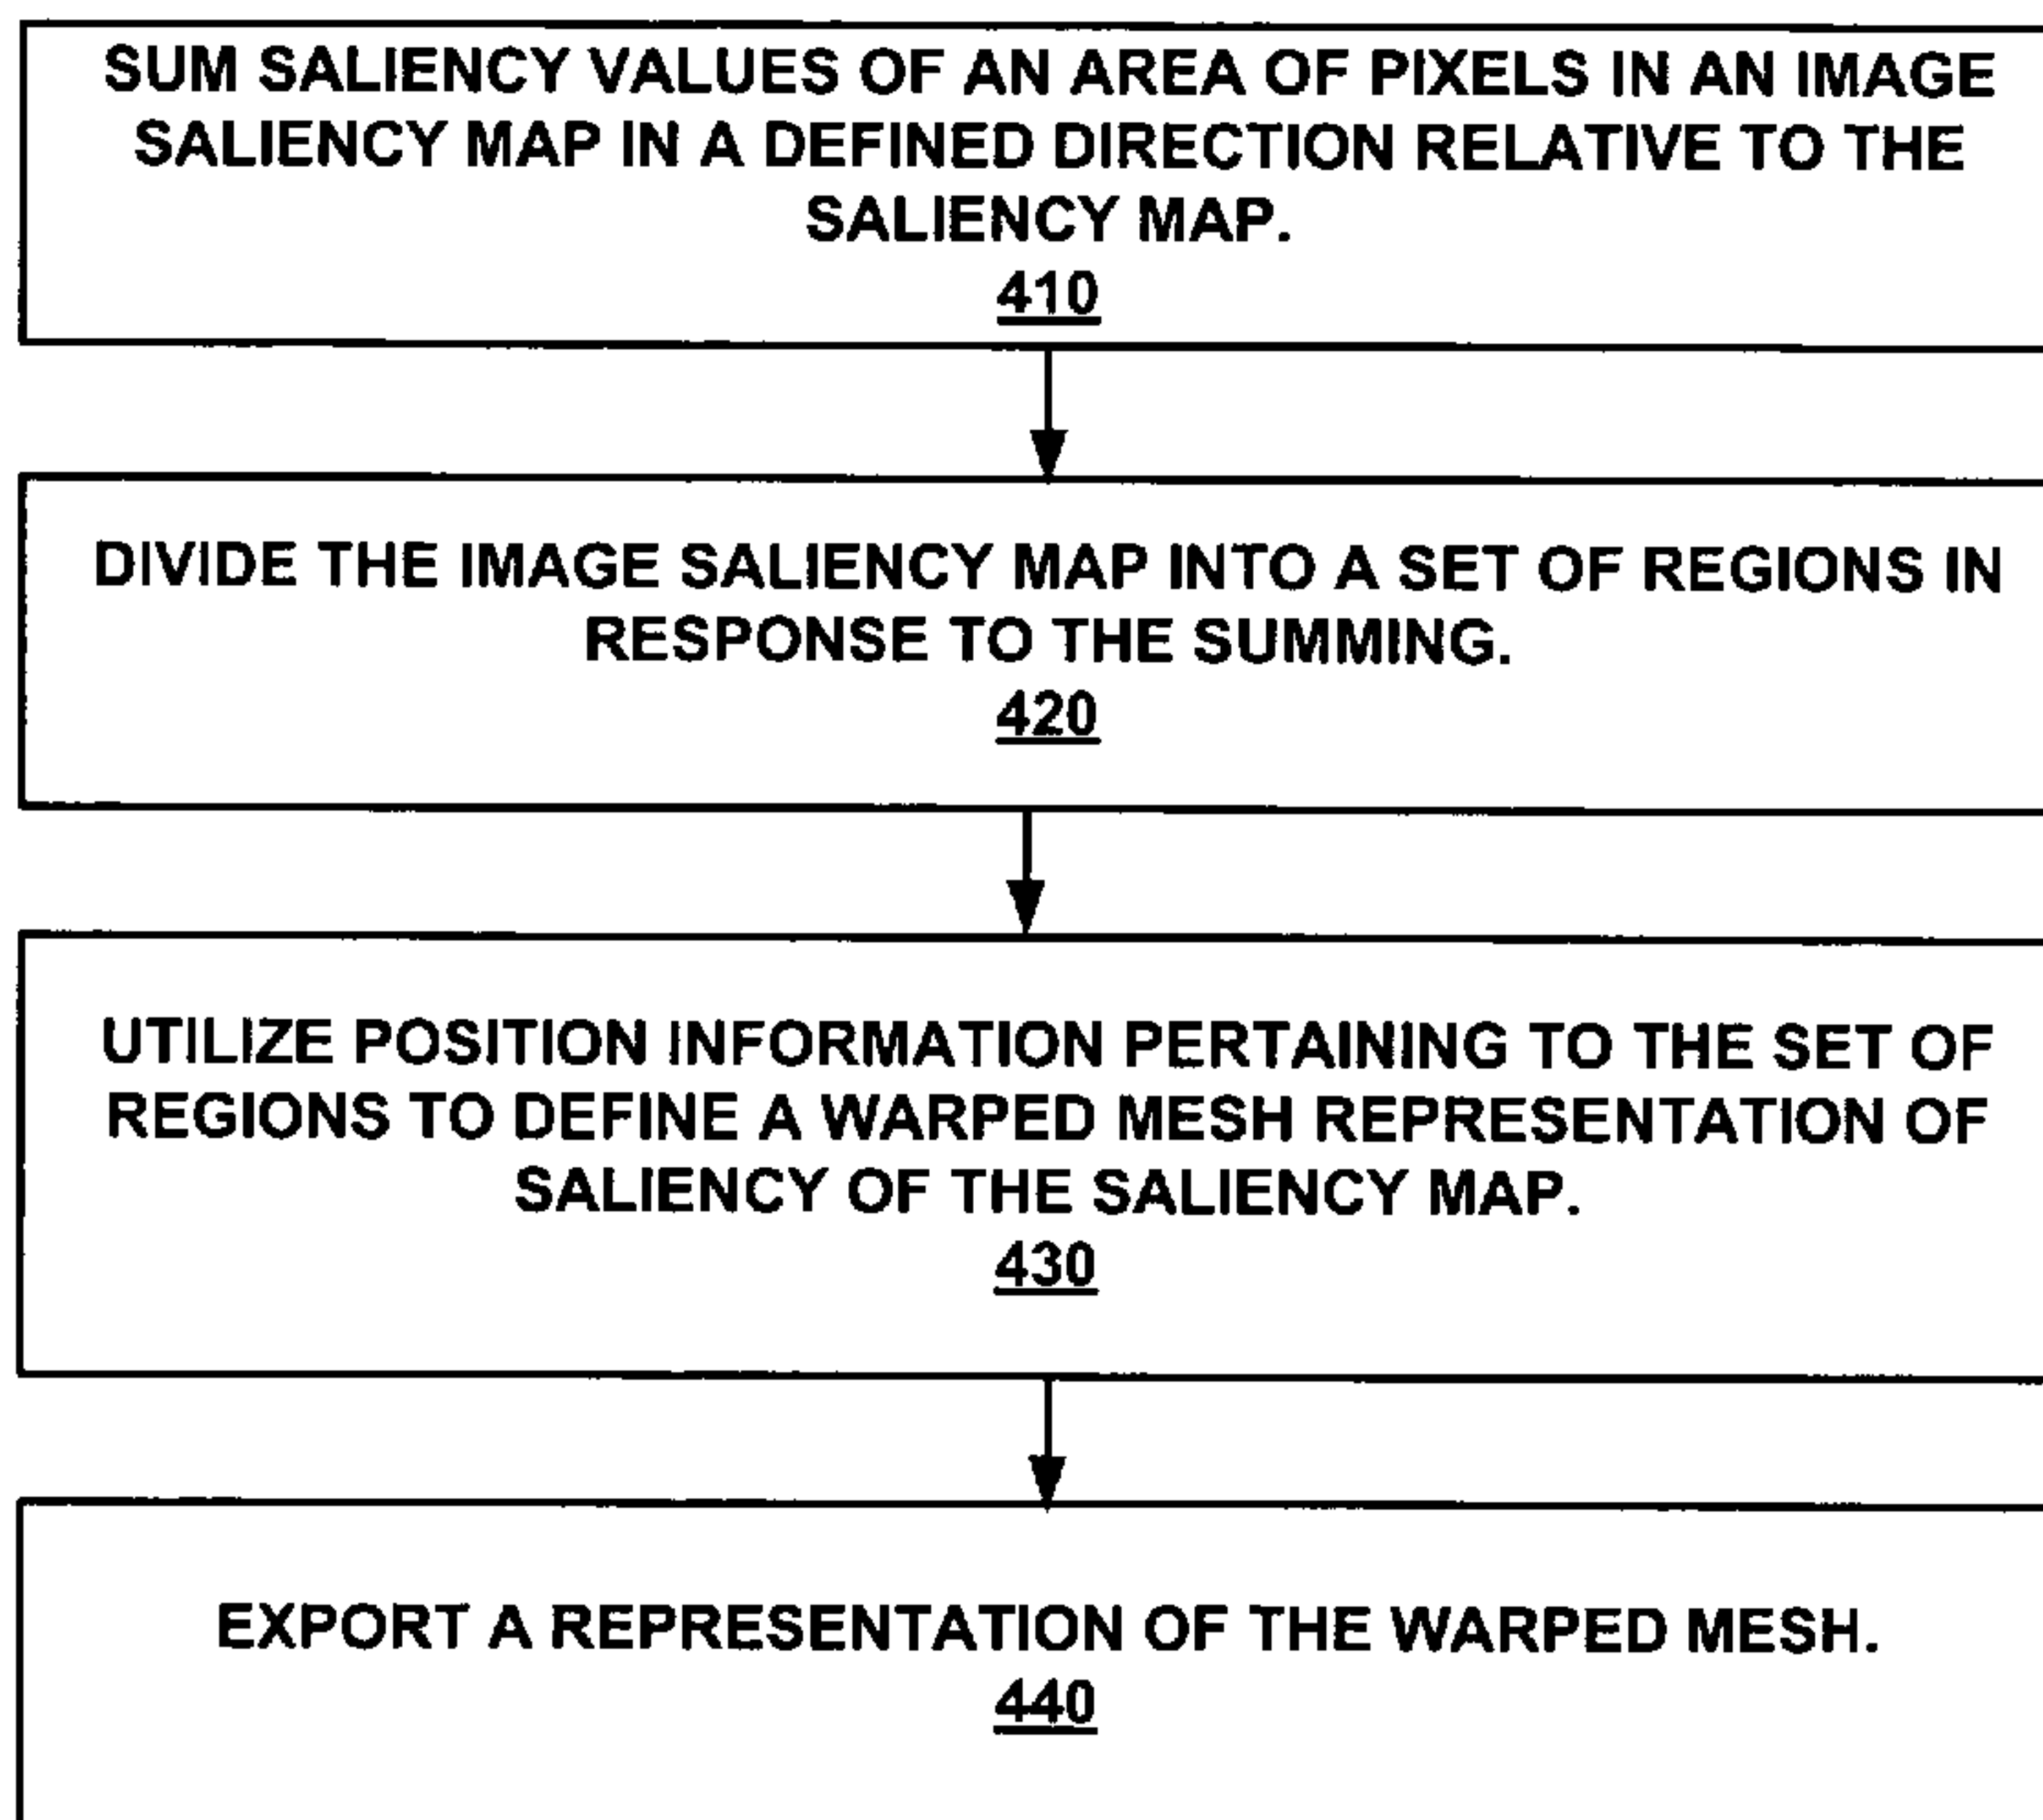 SUM SALIENCY VALUES OF AN AREA OF PIXELS IN AN IMAGE
SALIENCY MAP IN A DEFINED DIRECTION RELATIVE TO THE
SALIENCY MAP.
410
DIVIDE THE IMAGE SALIENCY MAP INTO A SET OF REGIONS IN
RESPONSE TO THE SUMMING.
420
UTILIZE POSITION INFORMATION PERTAINING TO THE SET OF
REGIONS TO DEFINE A WARPED MESH REPRESENTATION OF
SALIENCY OF THE SALIENCY MAP.
430
EXPORT A REPRESENTATION OF THE WARPED MESH.
440